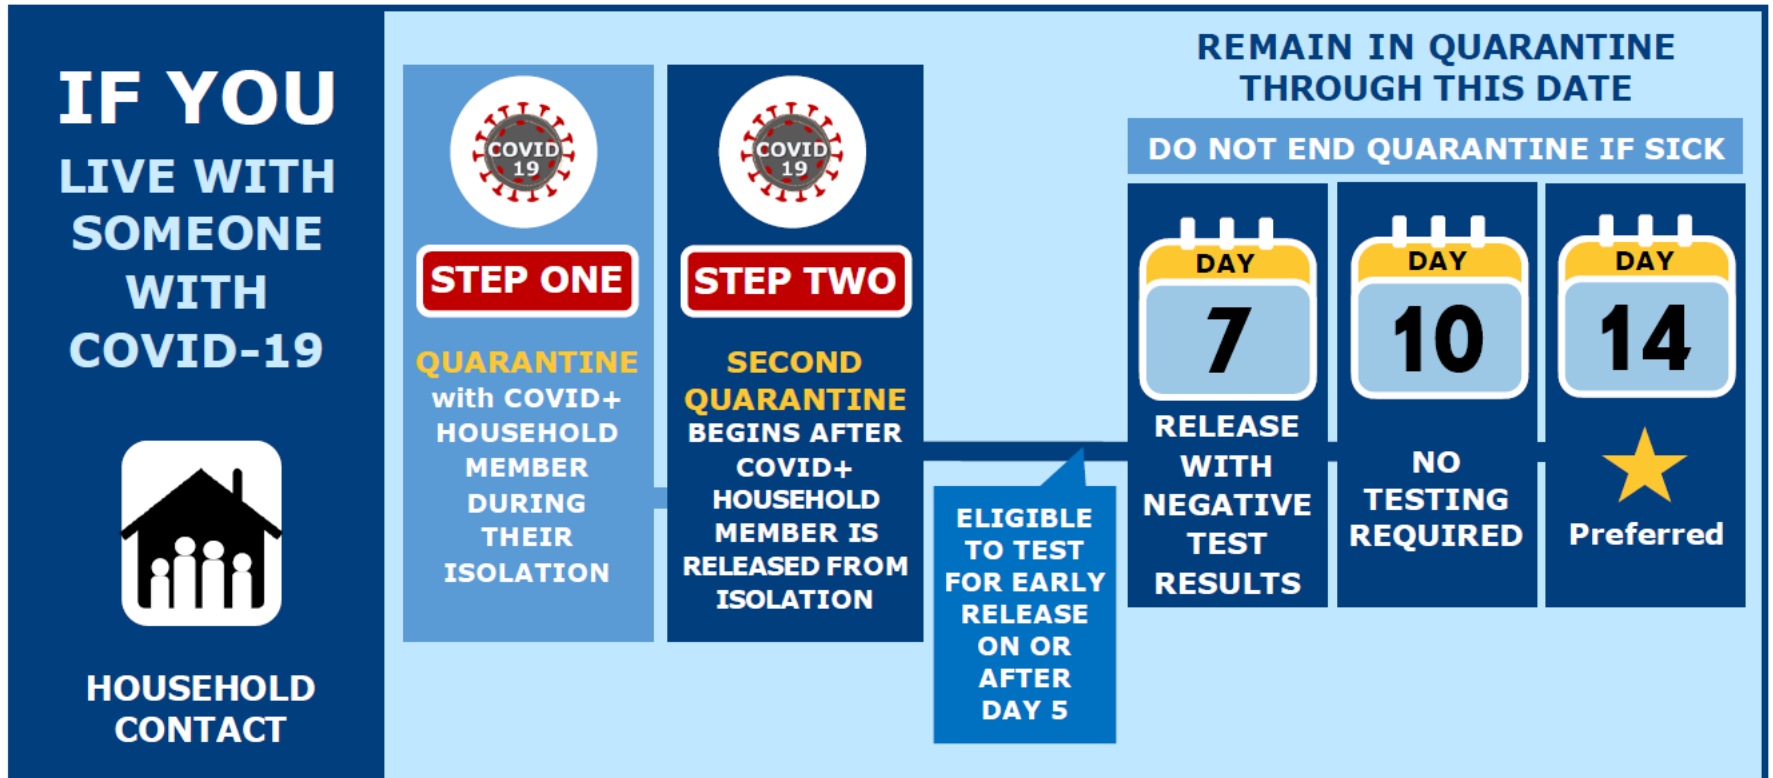 IF YOU
LIVE WITH
SOMEONE
WITH
COVID-19
HOUSEHOLD
CONTACT
COVID
19
STEP ONE
QUARANTINE
with COVID+
HOUSEHOLD
MEMBER
DURING
THEIR
ISOLATION
COVID
19
STEP TWO
SECOND
QUARANTINE
BEGINS AFTER
COVID+
HOUSEHOLD
MEMBER IS
RELEASED FROM
ISOLATION
ELIGIBLE
TO TEST
FOR EARLY
RELEASE
ON OR
AFTER
DAY 5
REMAIN IN QUARANTINE
THROUGH THIS DATE
DO NOT END QUARANTINE IF SICK
DAY
7
RELEASE
WITH
NEGATIVE
TEST
RESULTS
DAY
10
NO
TESTING
REQUIRED
DAY
14
Preferred